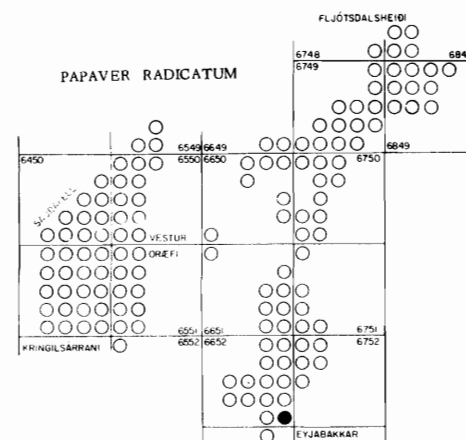 FLJÓTSDALSHEIÐI
6748 684
6749
PAPAVER RADICATUM
6549 6649
6450 6550 6650 6750 6849
VESTUR
ÖRÆFI
6551 6651 6751
KRINGILSÁRRANI 6552 6652 6752
EYJABAKKAR